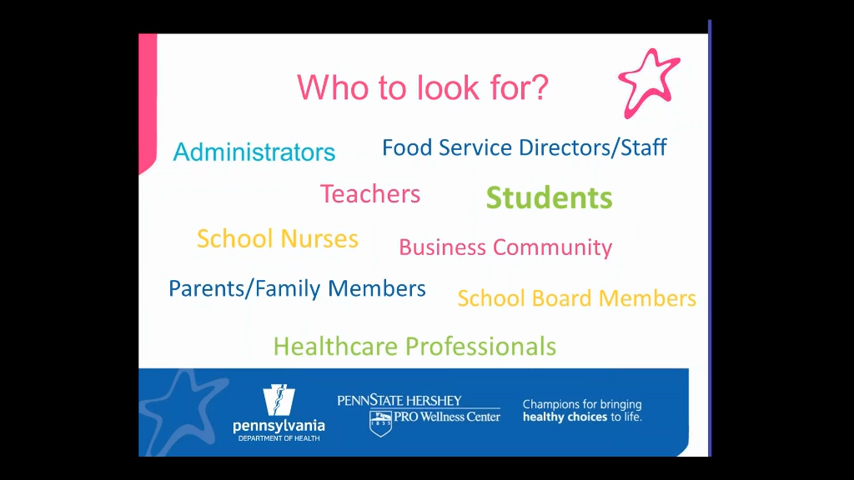 Who to look for?
Administrators
Food Service Directors/Staff
Teachers
Students
School Nurses
Business Community
Parents/Family Members
School Board Members
Healthcare Professionals
pennsylvania
DEPARTMENT OF HEALTH
PENNSTATE HERSHEY
PRO Wellness Center
1855
Champions for bringing
healthy choices to life.